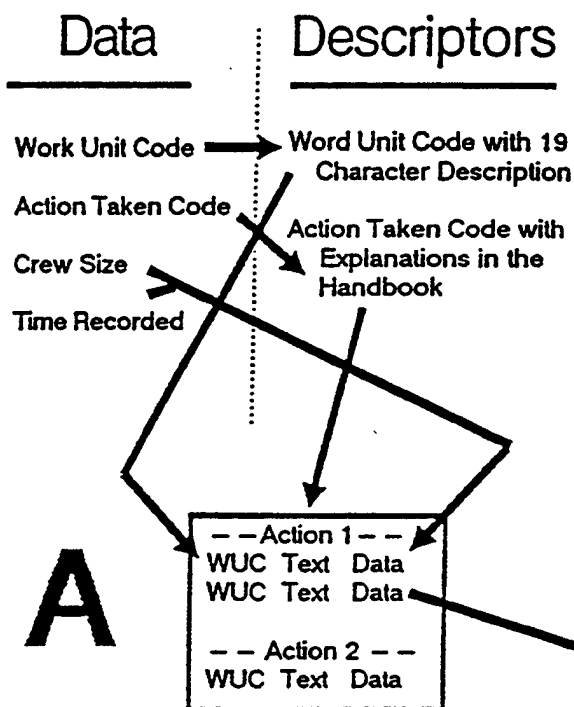 Data
Descriptors
Work Unit Code
Word Unit Code with 19
Character Description
Action Taken Code
Action Taken Code with
Explanations in the
Handbook
Crew Size
Time Recorded
A
– – Action 1 – –
WUC Text Data
WUC Text Data
– – Action 2 – –
WUC Text Data